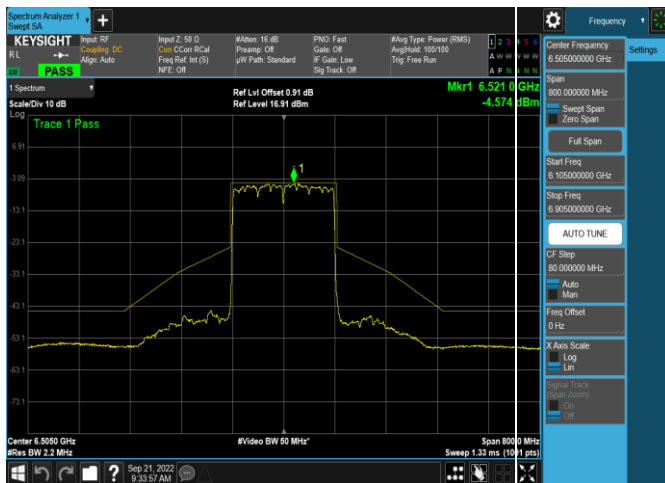 Spectrum Analyzer 1
Swept SA
Frequency
KEYSIGHT
Input: RF
Coupling: DC
Align: Auto
Input Z: 50 Ω
Corr CCorr RCal
Freq Ref: Int (S)
NFE: Off
#Atten: 16 dB
Preamp: Off
µW Path: Standard
PNO: Fast
Gate: Off
IF Gain: Low
Sig Track: Off
#Avg Type: Power (RMS)
Avg|Hold: 100/100
Trig: Free Run
1 2 3 4 5 6
A P N N N N
R L
PASS
1 Spectrum
Scale/Div 10 dB
Log
Ref Lvl Offset 0.91 dB
Ref Level 16.91 dBm
Mkr1 6.521 0 GHz
-4.574 dBm
Trace 1 Pass
1
6.91
-3.09
-13.1
-23.1
-33.1
-43.1
-53.1
-63.1
-73.1
Center 6.5050 GHz
#Res BW 2.2 MHz
#Video BW 50 MHz*
Span 800.0 MHz
Sweep 1.33 ms (1001 pts)
Sep 21, 2022
9:33:57 AM
Settings
Center Frequency
6.505000000 GHz
Span
800.000000 MHz
Swept Span
Zero Span
Full Span
Start Freq
6.105000000 GHz
Stop Freq
6.905000000 GHz
AUTO TUNE
CF Step
80.000000 MHz
Auto
Man
Freq Offset
0 Hz
X Axis Scale
Log
Lin
Signal Track
(Span Zoom)
On
Off